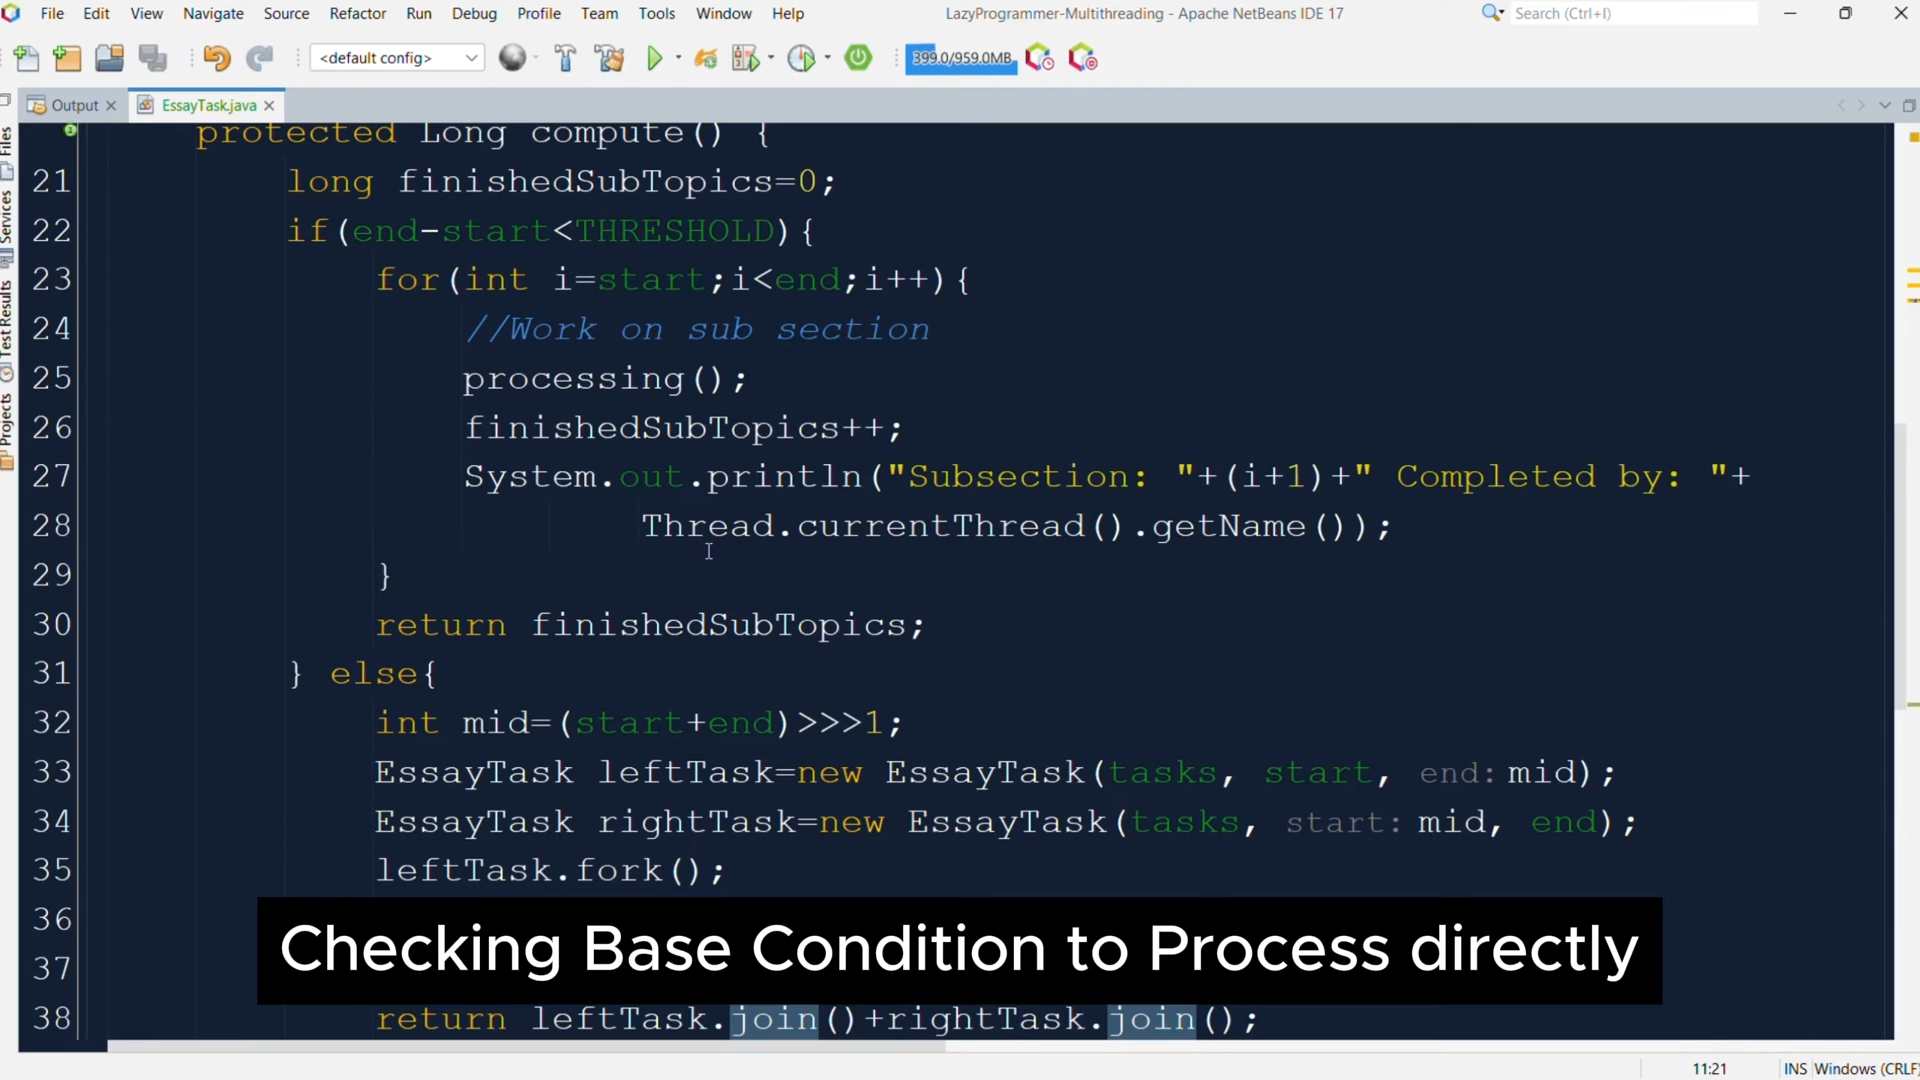 File Edit View Navigate Source Refactor Run Debug Profile Team Tools Window Help
LazyProgrammer-Multithreading - Apache NetBeans IDE 17
Search (Ctrl+I)
<default config>
399.0/959.0MB
Output
EssayTask.java
Files
Services
Test Results
Projects
protected Long compute() {
21 long finishedSubTopics=0;
22 if(end-start<THRESHOLD){
23 for(int i=start;i<end;i++){
24 //Work on sub section
25 processing();
26 finishedSubTopics++;
27 System.out.println("Subsection: "+(i+1)+" Completed by: "+
28 Thread.currentThread().getName());
29 }
30 return finishedSubTopics;
31 } else{
32 int mid=(start+end)>>>1;
33 EssayTask leftTask=new EssayTask(tasks, start, end: mid);
34 EssayTask rightTask=new EssayTask(tasks, start: mid, end);
35 leftTask.fork();
36
Checking Base Condition to Process directly
37
38 return leftTask.join()+rightTask.join();
11:21 INS Windows (CRLF